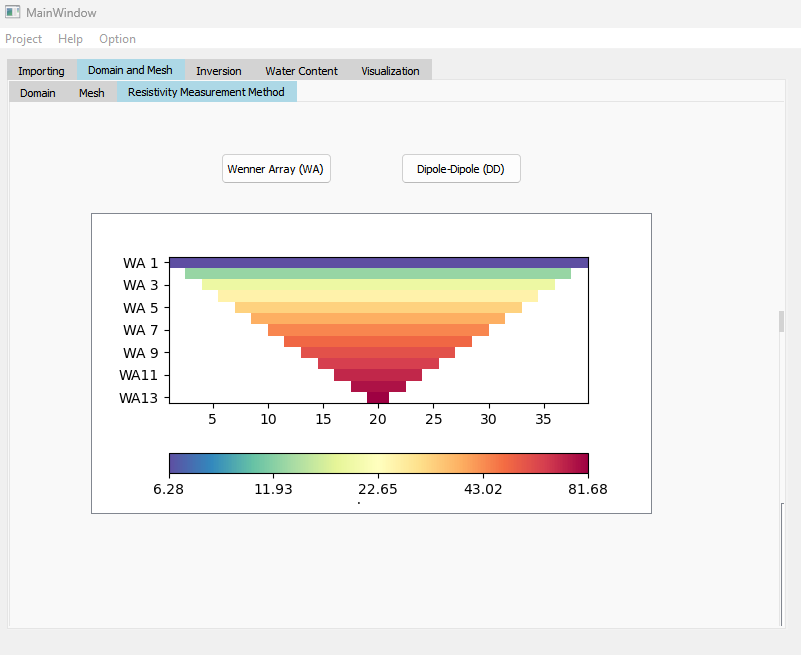 MainWindow
Project Help Option
Importing Domain and Mesh Inversion Water Content Visualization
Domain Mesh Resistivity Measurement Method
Wenner Array (WA) Dipole-Dipole (DD)
WA 1
WA 3
WA 5
WA 7
WA 9
WA11
WA13
5 10 15 20 25 30 35
6.28 11.93 22.65 43.02 81.68